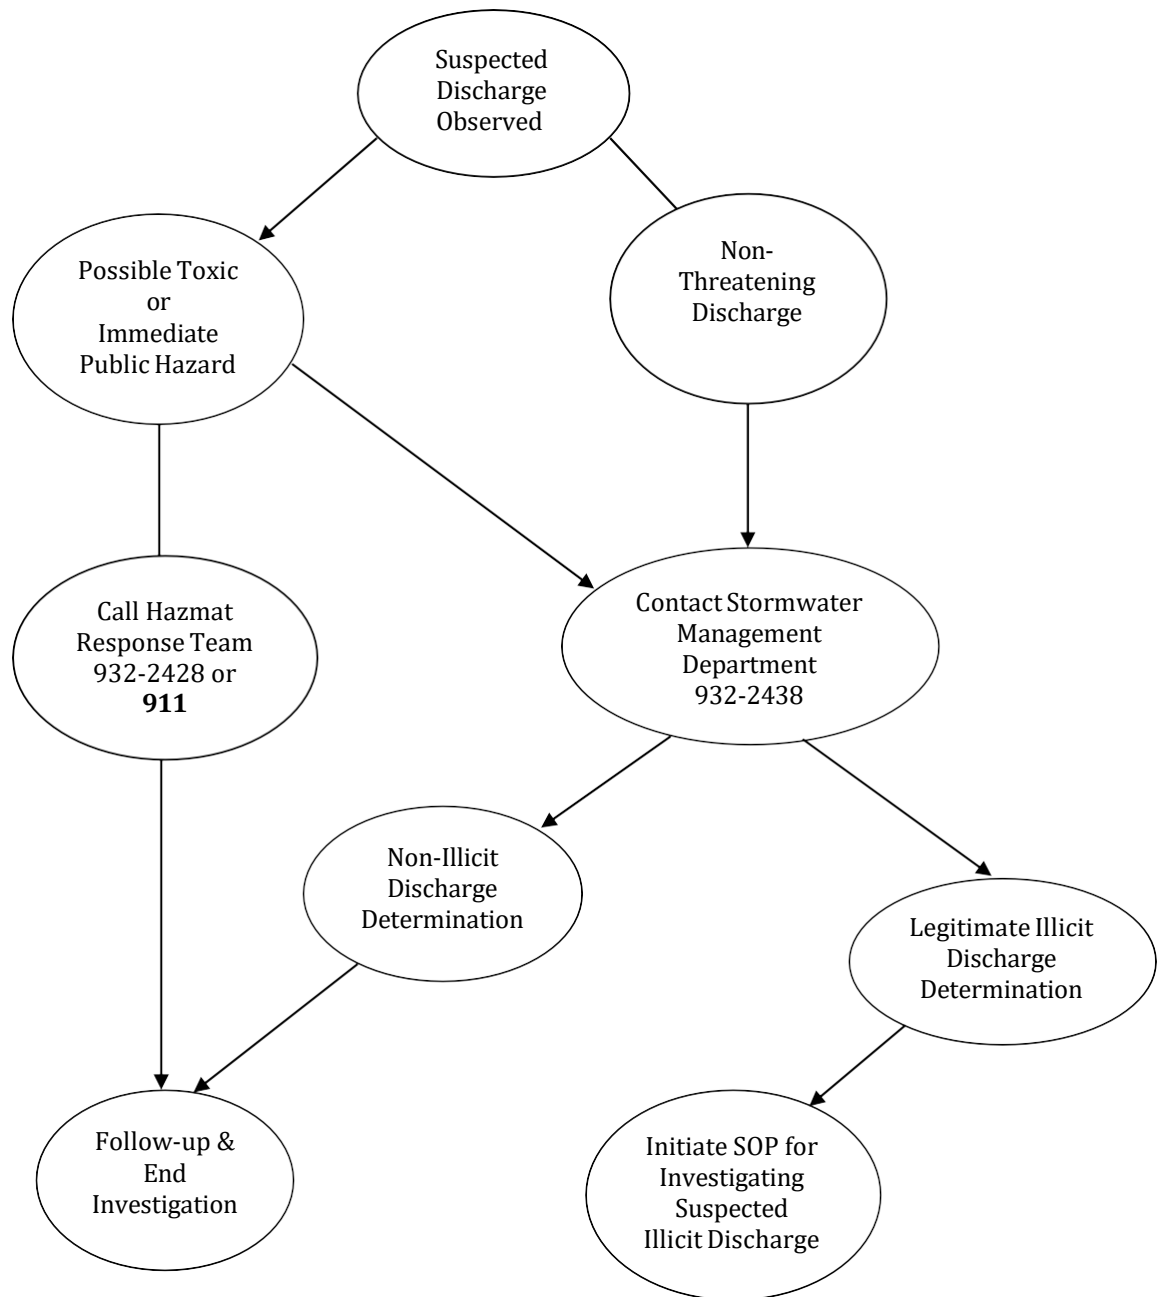 Suspected
Discharge
Observed
Possible Toxic
or
Immediate
Public Hazard
Non-
Threatening
Discharge
Call Hazmat
Response Team
932-2428 or
911
Contact Stormwater
Management
Department
932-2438
Non-Illicit
Discharge
Determination
Legitimate Illicit
Discharge
Determination
Follow-up &
End
Investigation
Initiate SOP for
Investigating
Suspected
Illicit Discharge